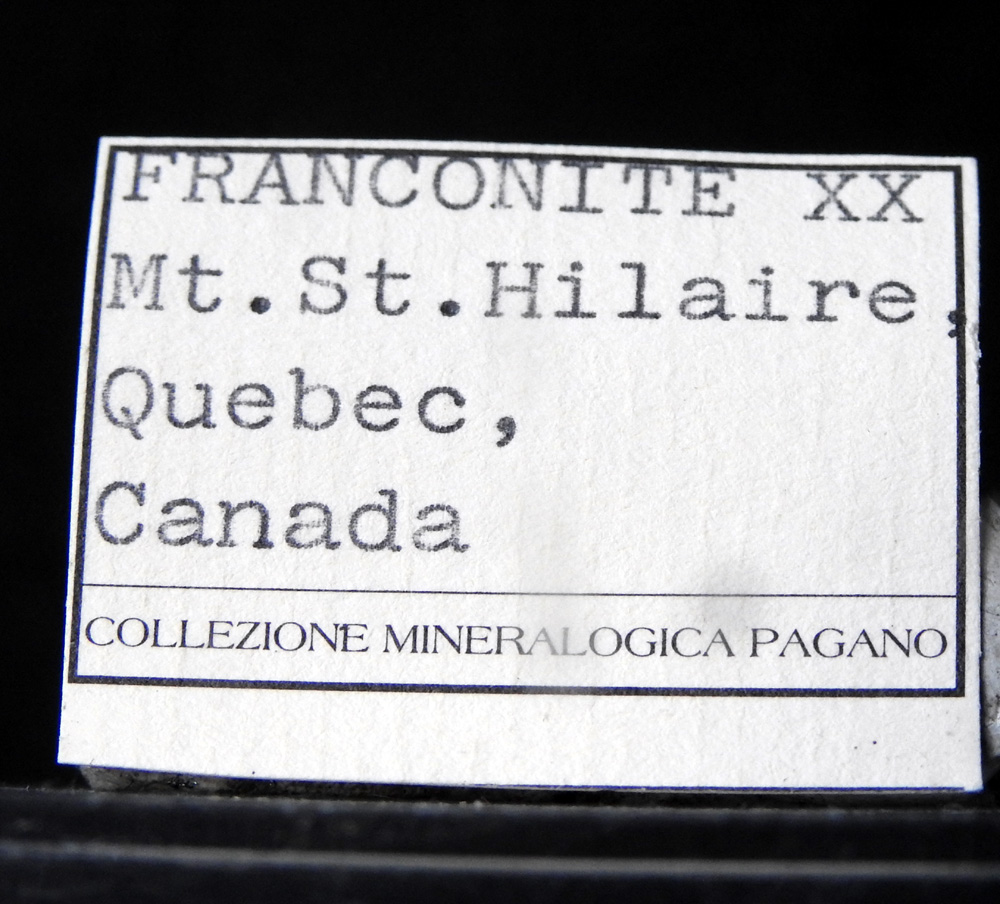 FRANCONITE XX
Mt.St.Hilaire,
Quebec,
Canada
COLLEZIONE MINERALOGICA PAGANO